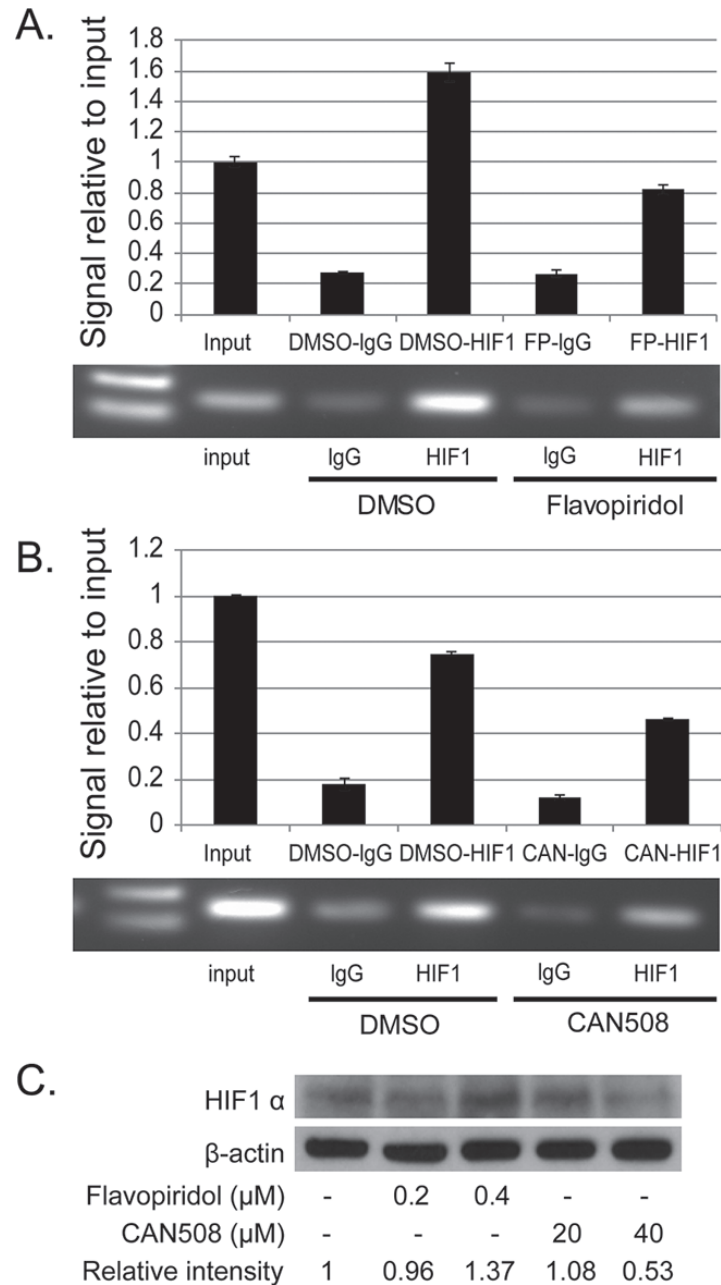 A.
Signal relative to input
1.8
1.6
1.4
1.2
1
0.8
0.6
0.4
0.2
0
Input DMSO-IgG DMSO-HIF1 FP-IgG FP-HIF1
input IgG HIF1 IgG HIF1
DMSO Flavopiridol
B.
Signal relative to input
1.2
1
0.8
0.6
0.4
0.2
0
Input DMSO-IgG DMSO-HIF1 CAN-IgG CAN-HIF1
input IgG HIF1 IgG HIF1
DMSO CAN508
C.
HIF1 α
β-actin
Flavopiridol (μM) - 0.2 0.4 - -
CAN508 (μM) - - - 20 40
Relative intensity 1 0.96 1.37 1.08 0.53